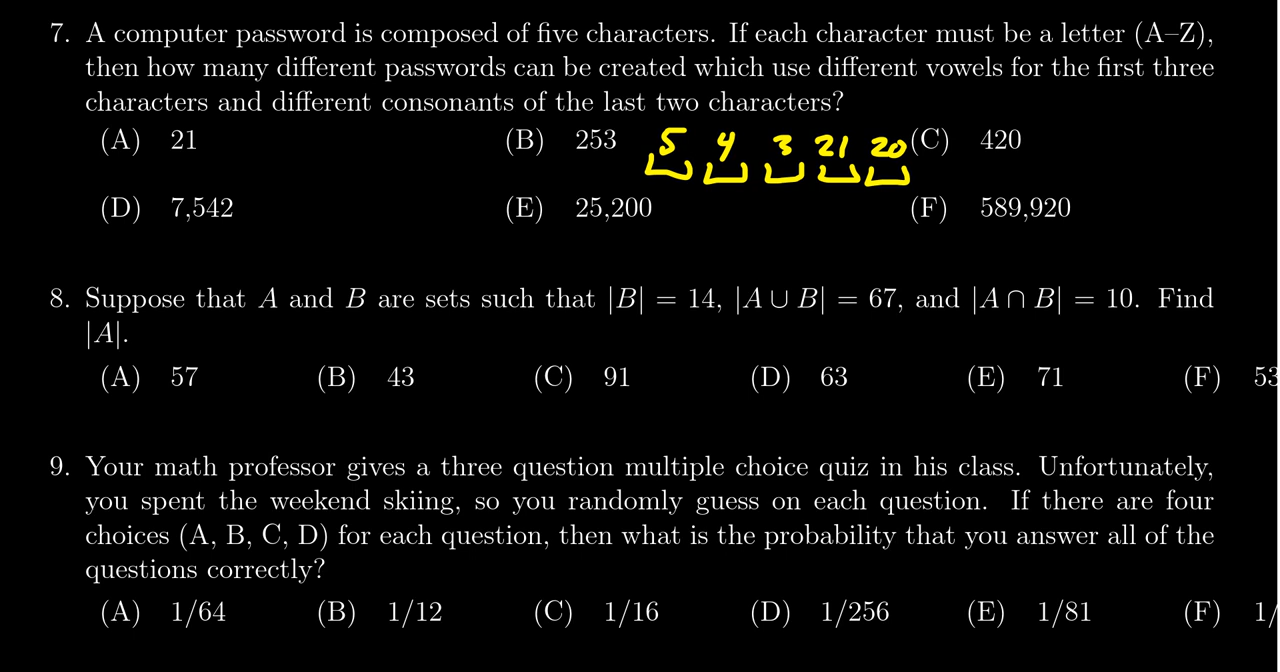 7. A computer password is composed of five characters. If each character must be a letter (A–Z),
then how many different passwords can be created which use different vowels for the first three
characters and different consonants of the last two characters?
(A) 21 (B) 253 5 4 3 21 20 (C) 420
(D) 7,542 (E) 25,200 (F) 589,920
8. Suppose that A and B are sets such that |B| = 14, |A ∪ B| = 67, and |A ∩ B| = 10. Find
|A|.
(A) 57 (B) 43 (C) 91 (D) 63 (E) 71 (F) 53
9. Your math professor gives a three question multiple choice quiz in his class. Unfortunately,
you spent the weekend skiing, so you randomly guess on each question. If there are four
choices (A, B, C, D) for each question, then what is the probability that you answer all of the
questions correctly?
(A) 1/64 (B) 1/12 (C) 1/16 (D) 1/256 (E) 1/81 (F) 1/